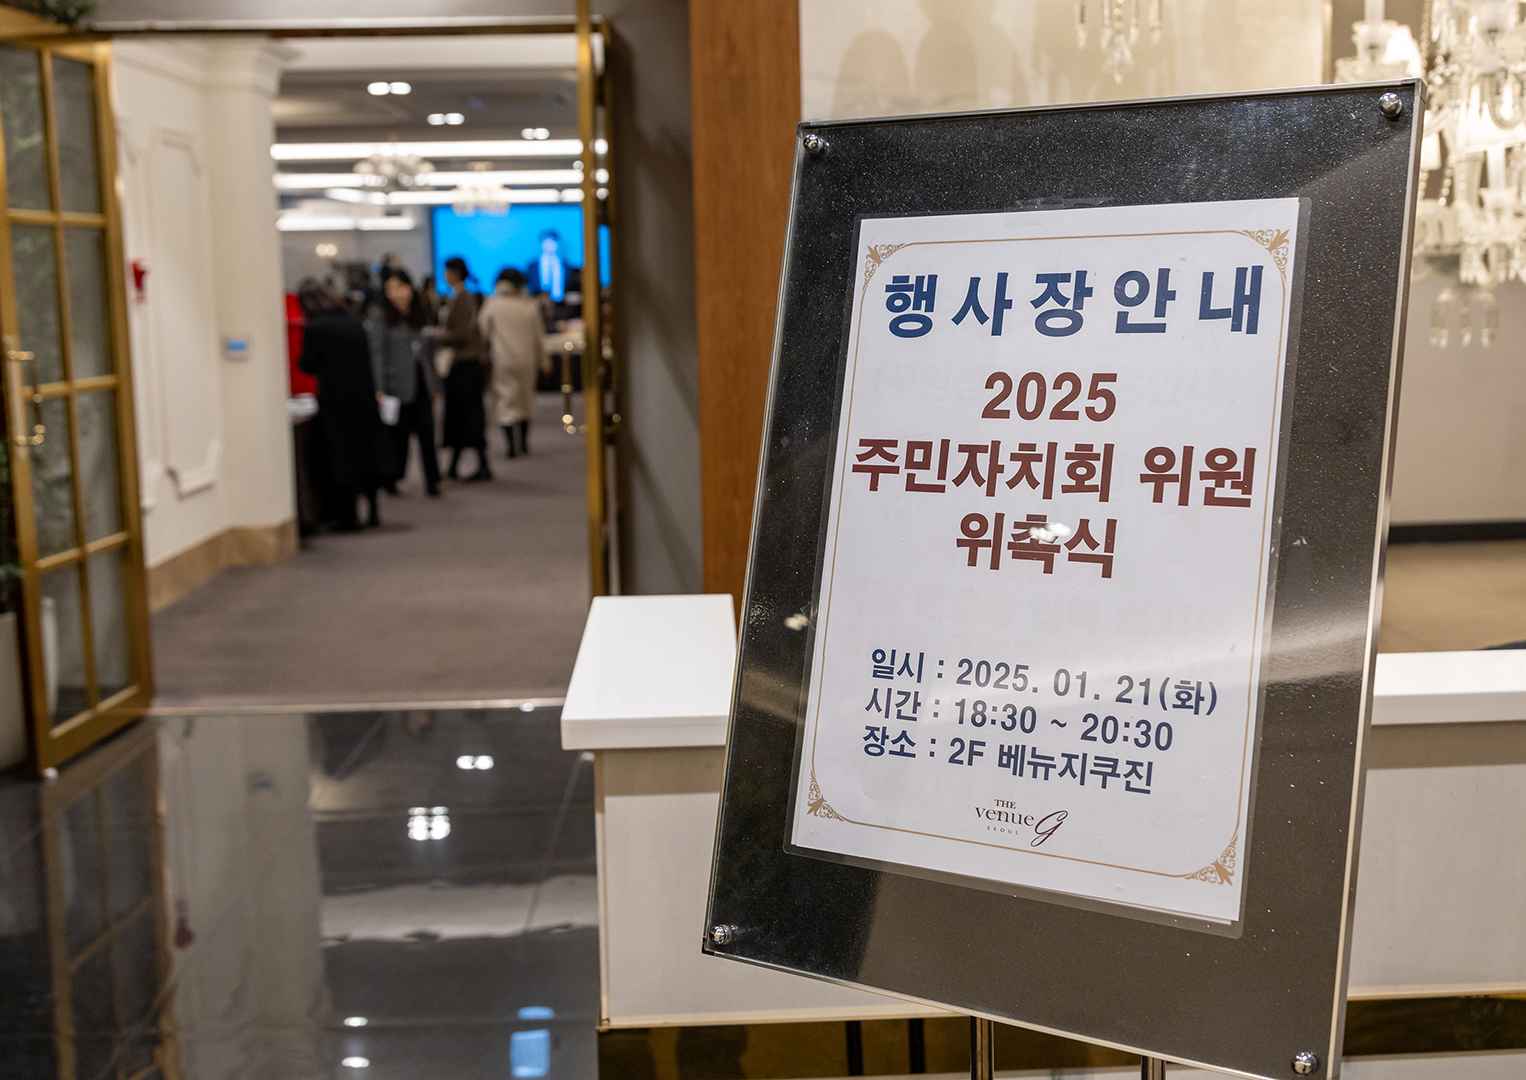 행사장안내
2025
주민자치회 위원
위촉식
일시 : 2025. 01. 21(화)
시간 : 18:30 ~ 20:30
장소 : 2F 베뉴지쿠진
THE
venue G
SEOUL